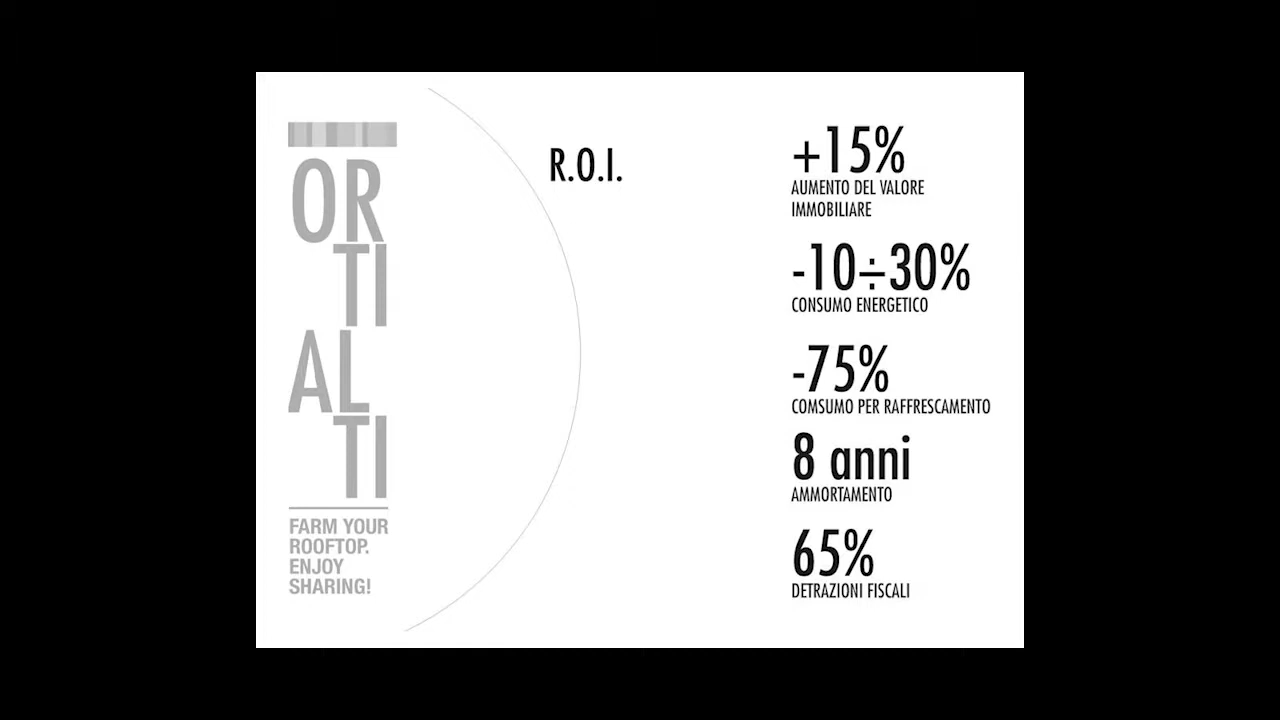 OR
TI
AL
TI
FARM YOUR
ROOFTOP.
ENJOY
SHARING!
R.O.I.
+15%
AUMENTO DEL VALORE
IMMOBILIARE
-10÷30%
CONSUMO ENERGETICO
-75%
COMSUMO PER RAFFRESCAMENTO
8 anni
AMMORTAMENTO
65%
DETRAZIONI FISCALI